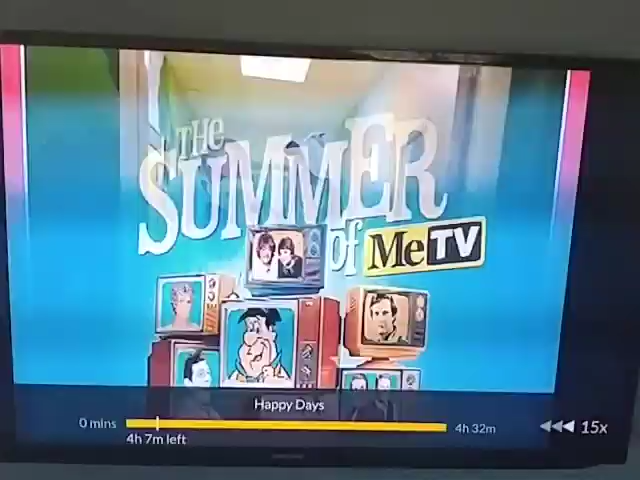 THE
SUMMER
of MeTV
Happy Days
0 mins
4h 32m
4h 7m left
15x